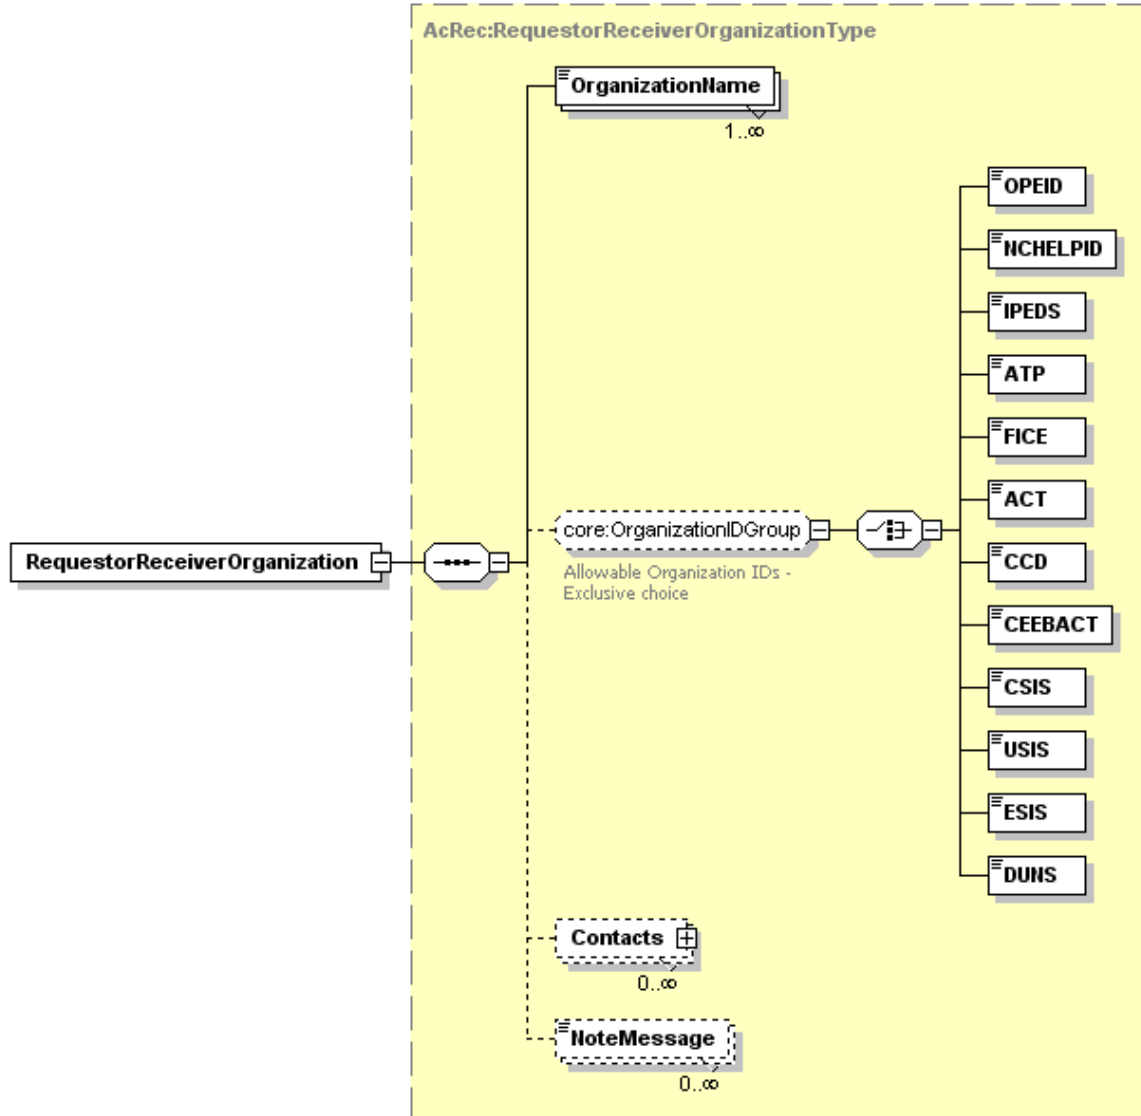 AcRec:RequestorReceiverOrganizationType
OrganizationName
1..∞
OPEID
NCHELPID
IPEDS
ATP
FICE
ACT
CCD
CEEBACT
CSIS
USIS
ESIS
DUNS
core:OrganizationIDGroup
Allowable Organization IDs -
Exclusive choice
RequestorReceiverOrganization
Contacts
0..∞
NoteMessage
0..∞